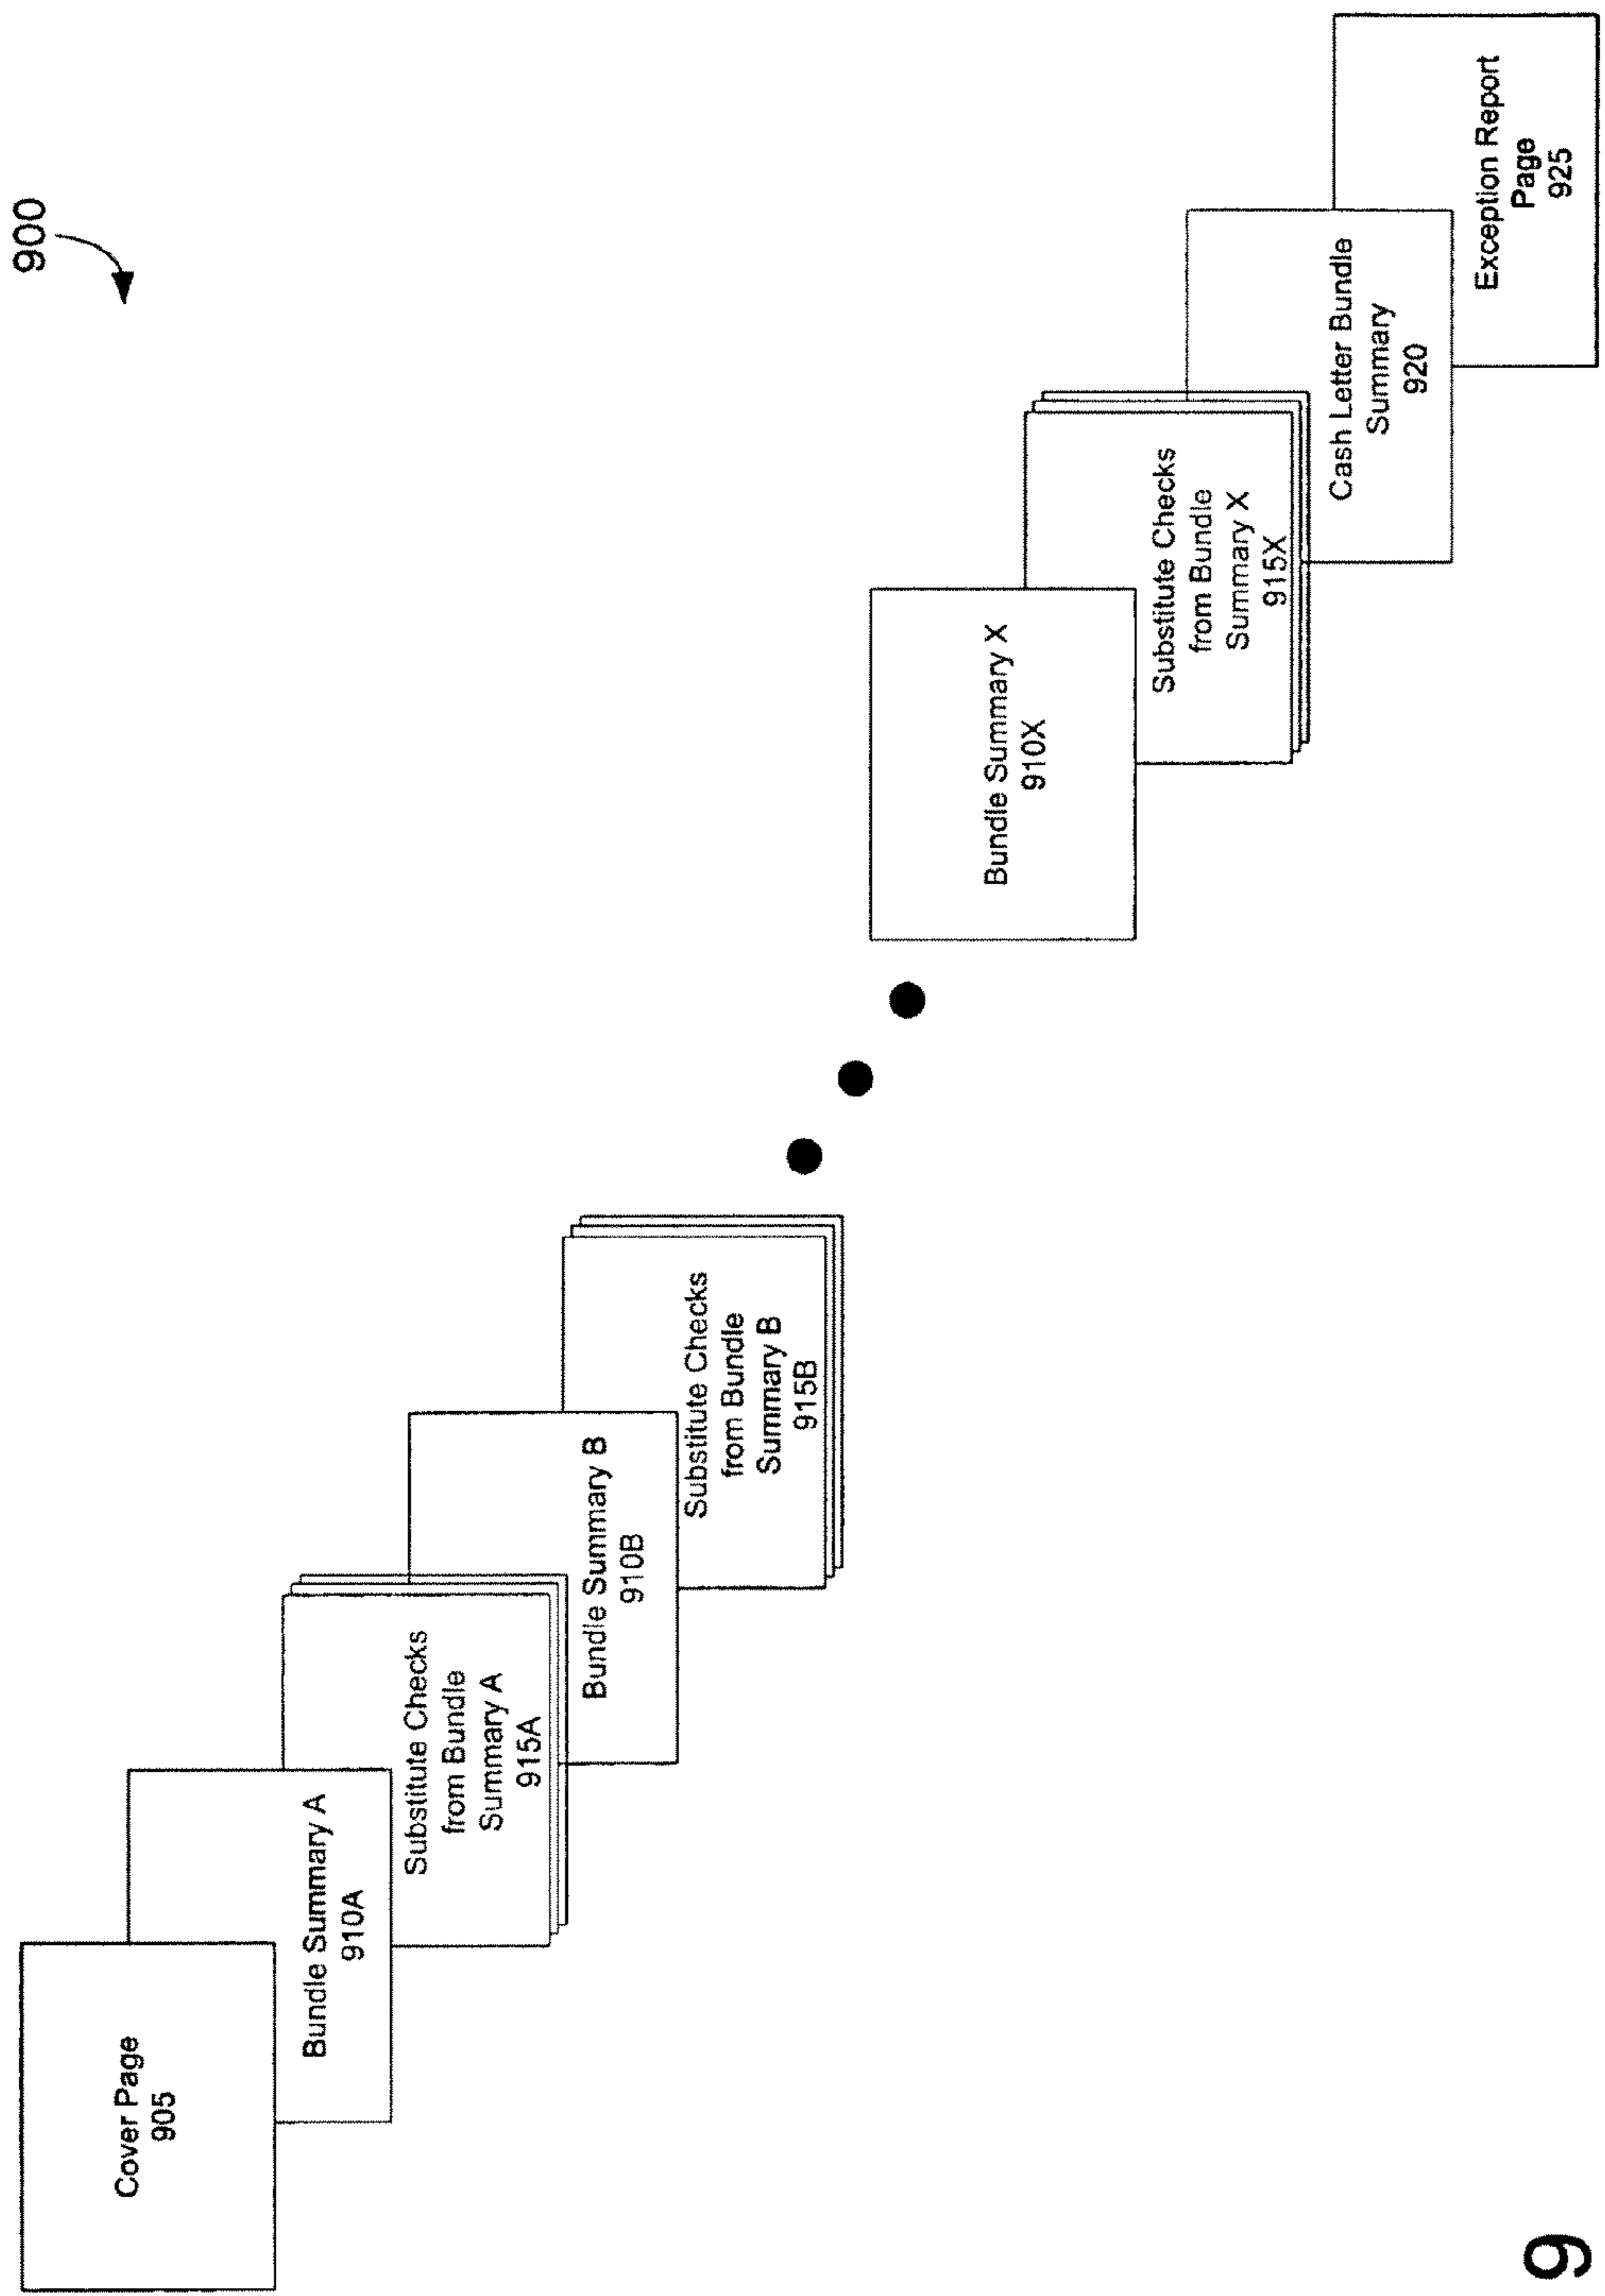 900
Cover Page
905
Bundle Summary A
910A
Substitute Checks
from Bundle
Summary A
915A
Bundle Summary B
910B
Substitute Checks
from Bundle
Summary B
915B
Bundle Summary X
910X
Substitute Checks
from Bundle
Summary X
915X
Cash Letter Bundle
Summary
920
Exception Report
Page
925
9